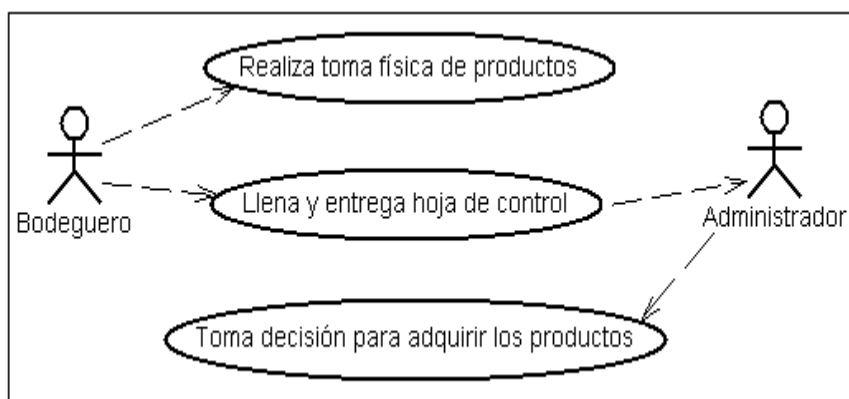 Realiza toma física de productos
Bodeguero
Llena y entrega hoja de control
Administrador
Toma decisión para adquirir los productos